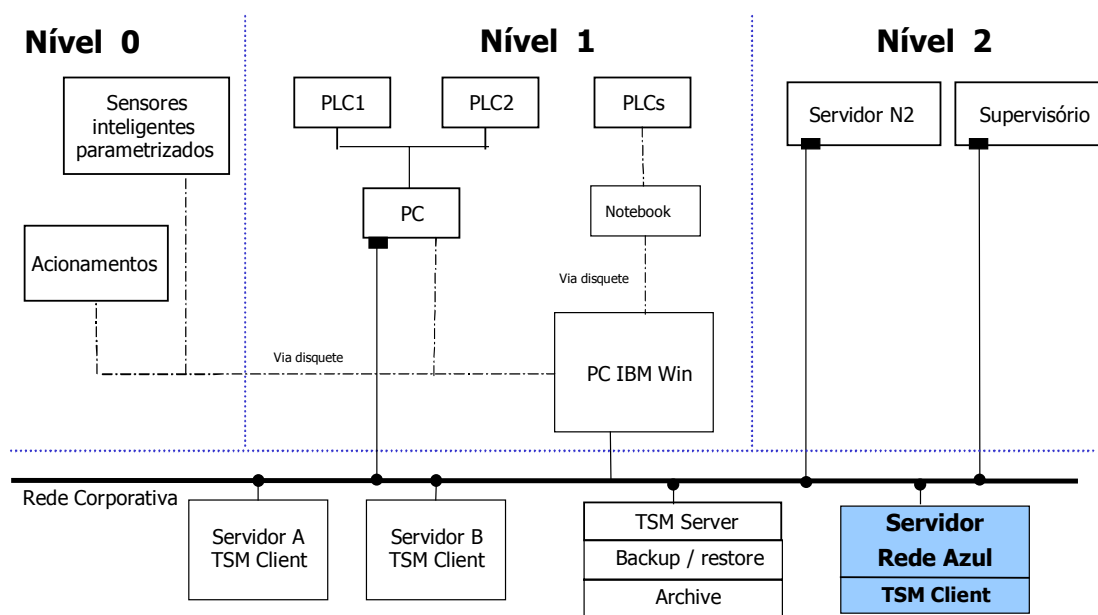 Nível 0
Nível 1
Nível 2
Sensores
inteligentes
parametrizados
PLC1
PLC2
PLCs
Servidor N2
Supervisório
PC
Notebook
Acionamentos
Via disquete
Via disquete
PC IBM Win
Rede Corporativa
Servidor A
TSM Client
Servidor B
TSM Client
TSM Server
Backup / restore
Archive
Servidor
Rede Azul
TSM Client